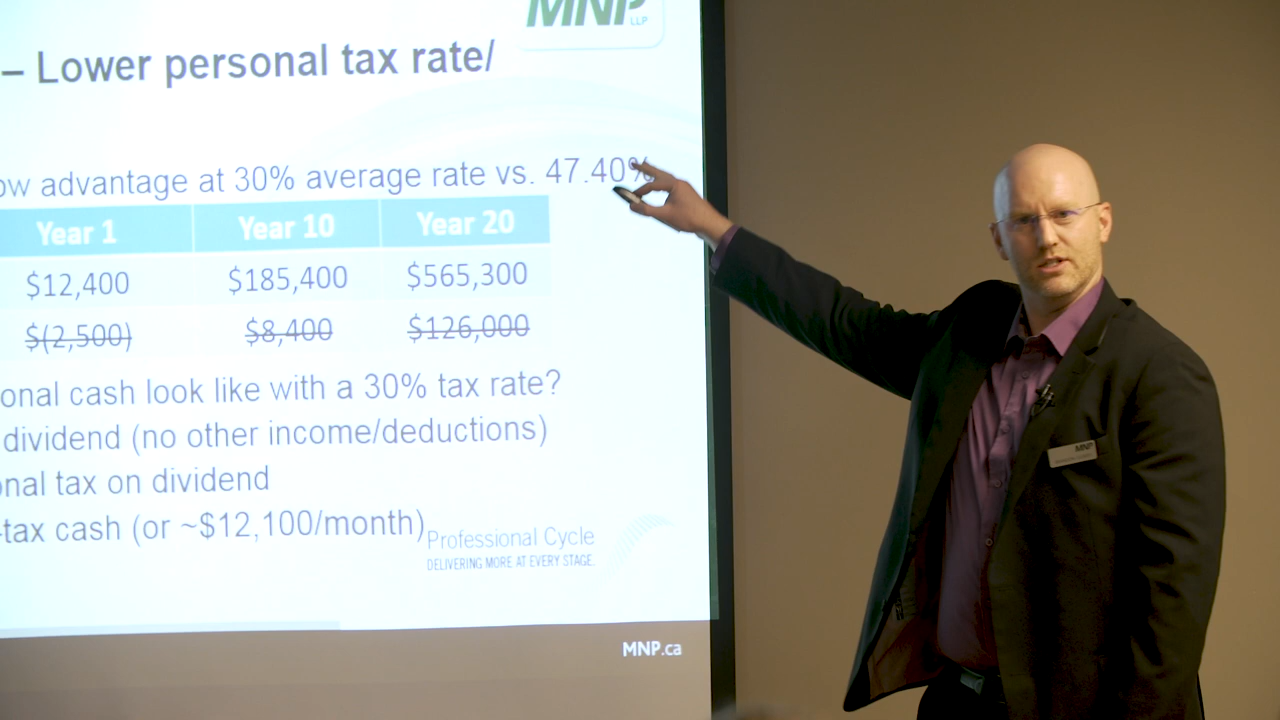 MNP
LLP
– Lower personal tax rate/
ow advantage at 30% average rate vs. 47.40%
Year 1 Year 10 Year 20
$12,400 $185,400 $565,300
$(2,500) $8,400 $126,000
onal cash look like with a 30% tax rate?
dividend (no other income/deductions)
onal tax on dividend
-tax cash (or ~$12,100/month)
Professional Cycle
DELIVERING MORE AT EVERY STAGE.
MNP.ca
MNP